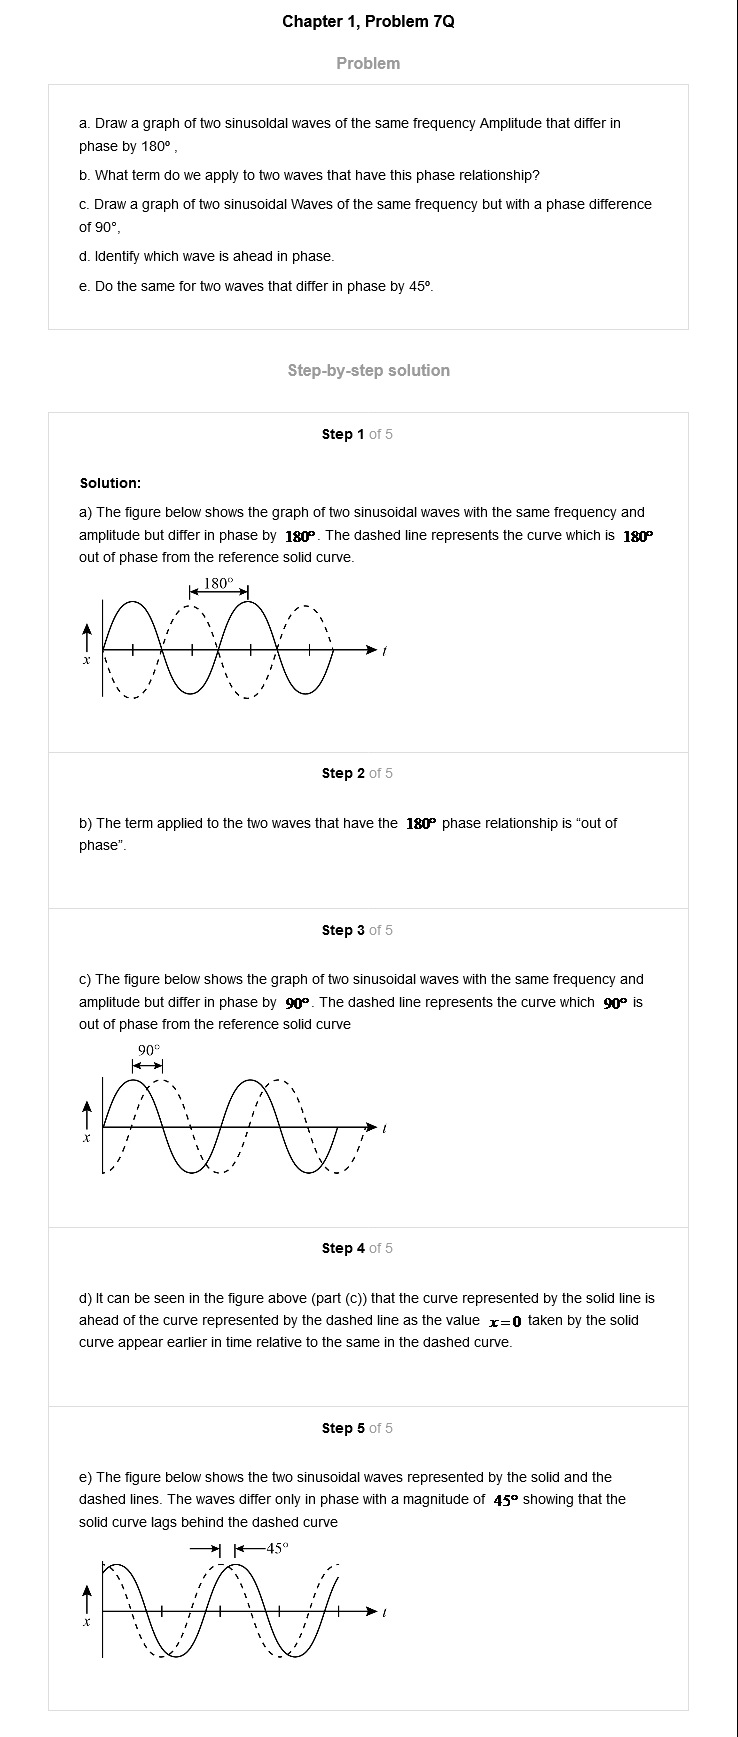 Chapter 1, Problem 7Q
Problem
a. Draw a graph of two sinusoldal waves of the same frequency Amplitude that differ in
phase by 180º ,
b. What term do we apply to two waves that have this phase relationship?
c. Draw a graph of two sinusoidal Waves of the same frequency but with a phase difference
of 90°,
d. Identify which wave is ahead in phase.
e. Do the same for two waves that differ in phase by 45º.
Step-by-step solution
Step 1 of 5
Solution:
a) The figure below shows the graph of two sinusoidal waves with the same frequency and
amplitude but differ in phase by 180°. The dashed line represents the curve which is 180°
out of phase from the reference solid curve.
180°
x
t
Step 2 of 5
b) The term applied to the two waves that have the 180° phase relationship is “out of
phase”.
Step 3 of 5
c) The figure below shows the graph of two sinusoidal waves with the same frequency and
amplitude but differ in phase by 90°. The dashed line represents the curve which 90° is
out of phase from the reference solid curve
90°
x
t
Step 4 of 5
d) It can be seen in the figure above (part (c)) that the curve represented by the solid line is
ahead of the curve represented by the dashed line as the value x=0 taken by the solid
curve appear earlier in time relative to the same in the dashed curve.
Step 5 of 5
e) The figure below shows the two sinusoidal waves represented by the solid and the
dashed lines. The waves differ only in phase with a magnitude of 45° showing that the
solid curve lags behind the dashed curve
45°
x
t